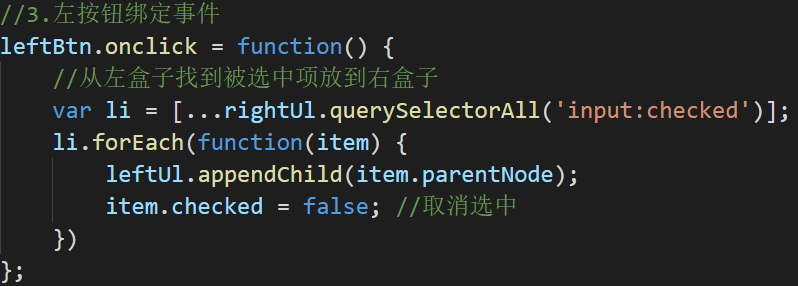 //3.左按钮绑定事件
leftBtn.onclick = function() {
    //从左盒子找到被选中项放到右盒子
    var li = [...rightUl.querySelectorAll('input:checked')];
    li.forEach(function(item) {
        leftUl.appendChild(item.parentNode);
        item.checked = false; //取消选中
    })
};